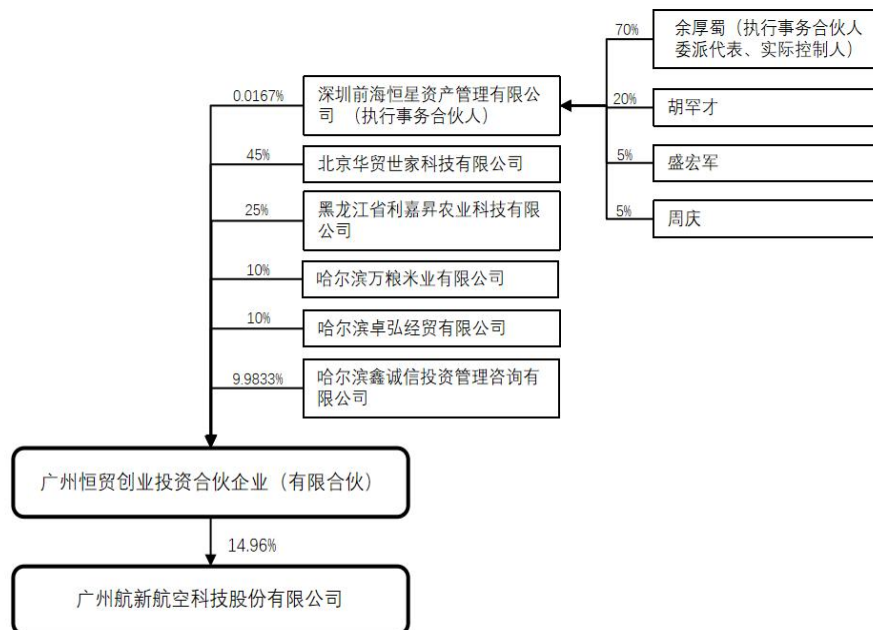 70%
余厚蜀（执行事务合伙人
委派代表、实际控制人）
0.0167%
深圳前海恒星资产管理有限公
司 （执行事务合伙人）
20%
胡罕才
45%
北京华贸世家科技有限公司
5%
盛宏军
25%
黑龙江省利嘉昇农业科技有限
公司
5%
周庆
10%
哈尔滨万粮米业有限公司
10%
哈尔滨卓弘经贸有限公司
9.9833%
哈尔滨鑫诚信投资管理咨询有
限公司
广州恒贸创业投资合伙企业（有限合伙）
14.96%
广州航新航空科技股份有限公司